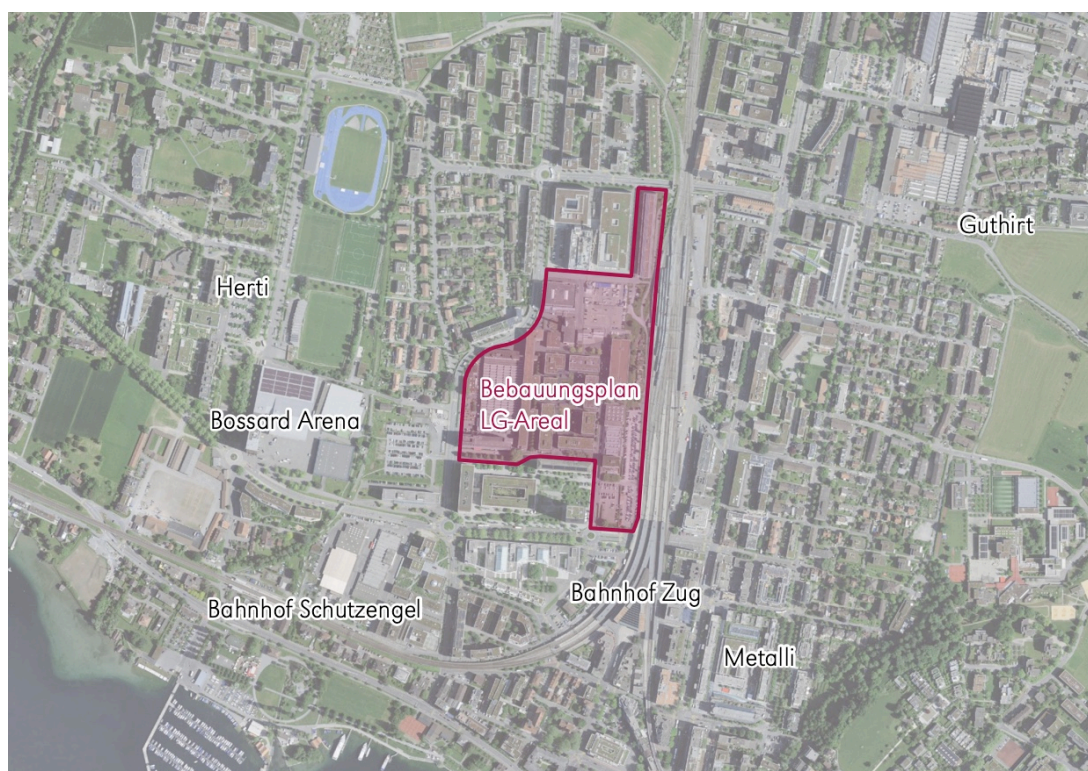 Guthirt
Herti
Bebauungsplan
LG-Areal
Bossard Arena
Bahnhof Zug
Bahnhof Schutzengel
Metalli